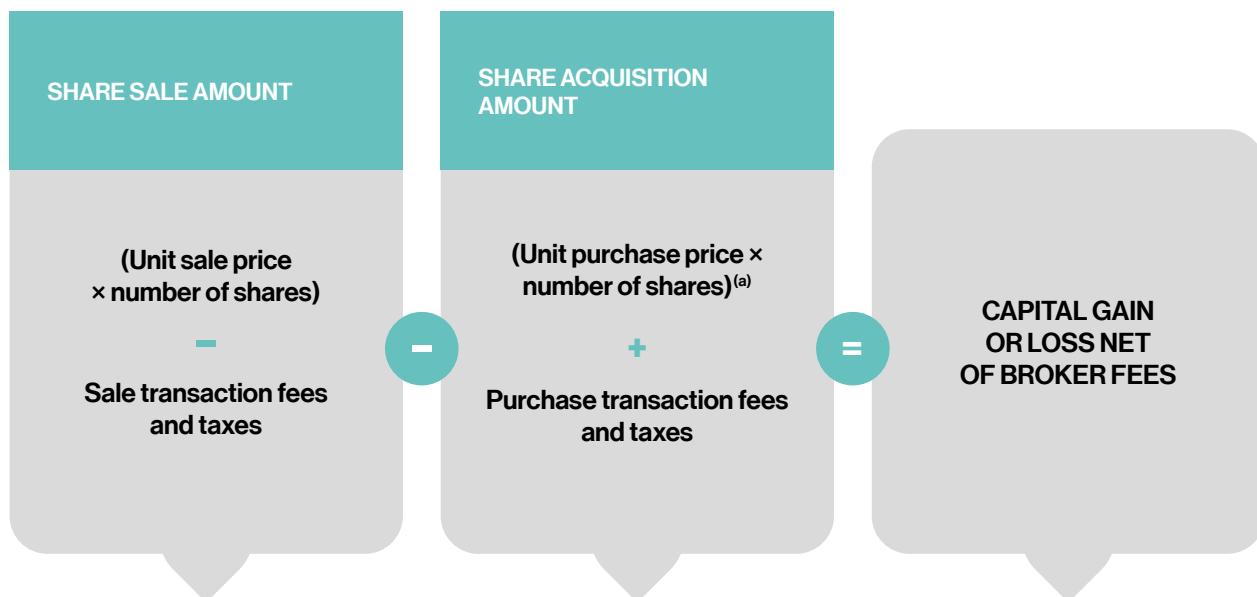 SHARE SALE AMOUNT
(Unit sale price
× number of shares)
−
Sale transaction fees
and taxes
−
SHARE ACQUISITION
AMOUNT
(Unit purchase price ×
number of shares)(a)
+
Purchase transaction fees
and taxes
=
CAPITAL GAIN
OR LOSS NET
OF BROKER FEES